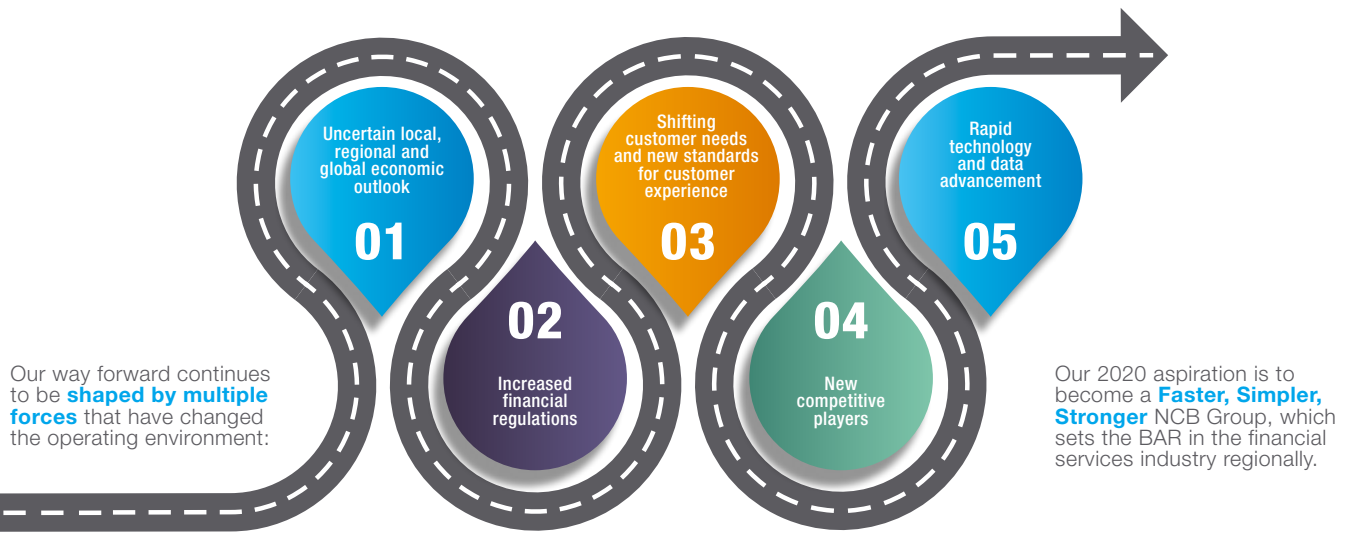 Our way forward continues
to be shaped by multiple
forces that have changed
the operating environment:
Uncertain local,
regional and
global economic
outlook
01
02
Increased
financial
regulations
Shifting
customer needs
and new standards
for customer
experience
03
04
New
competitive
players
Rapid
technology
and data
advancement
05
Our 2020 aspiration is to
become a Faster, Simpler,
Stronger NCB Group, which
sets the BAR in the financial
services industry regionally.